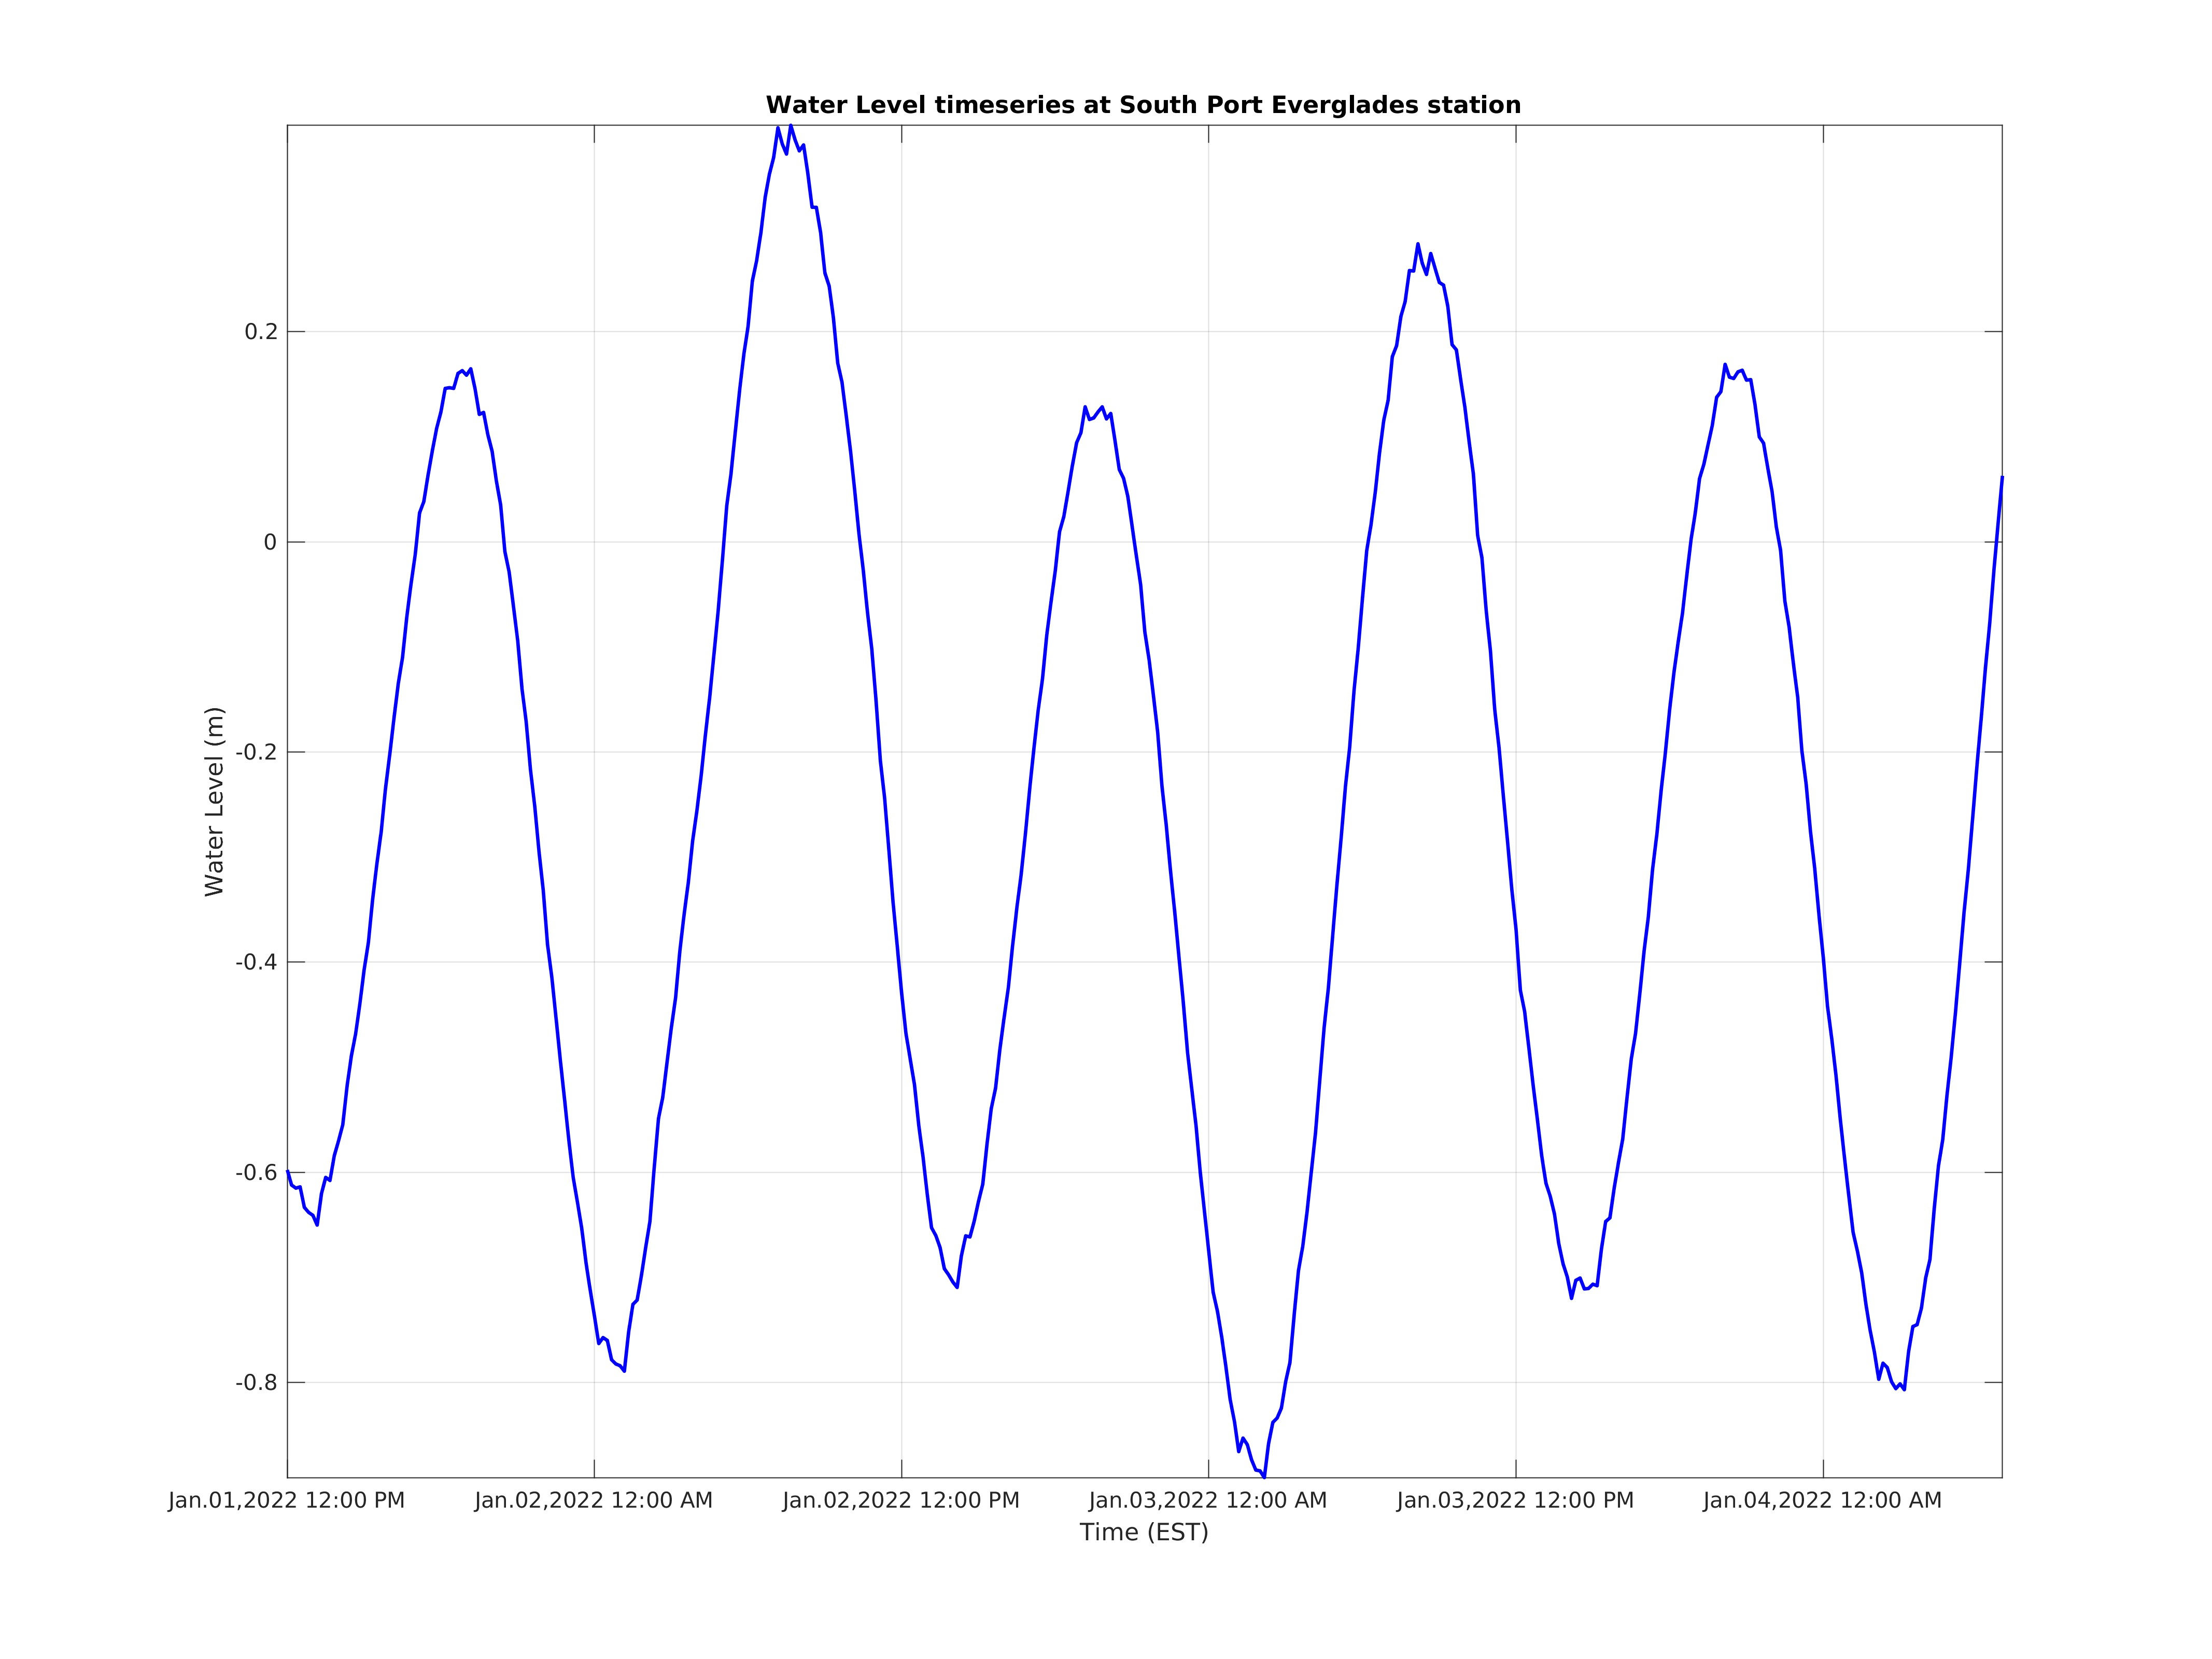 Water Level timeseries at South Port Everglades station
0.2
0
-0.2
-0.4
-0.6
-0.8
Water Level (m)
Jan.01,2022 12:00 PM
Jan.02,2022 12:00 AM
Jan.02,2022 12:00 PM
Jan.03,2022 12:00 AM
Jan.03,2022 12:00 PM
Jan.04,2022 12:00 AM
Time (EST)